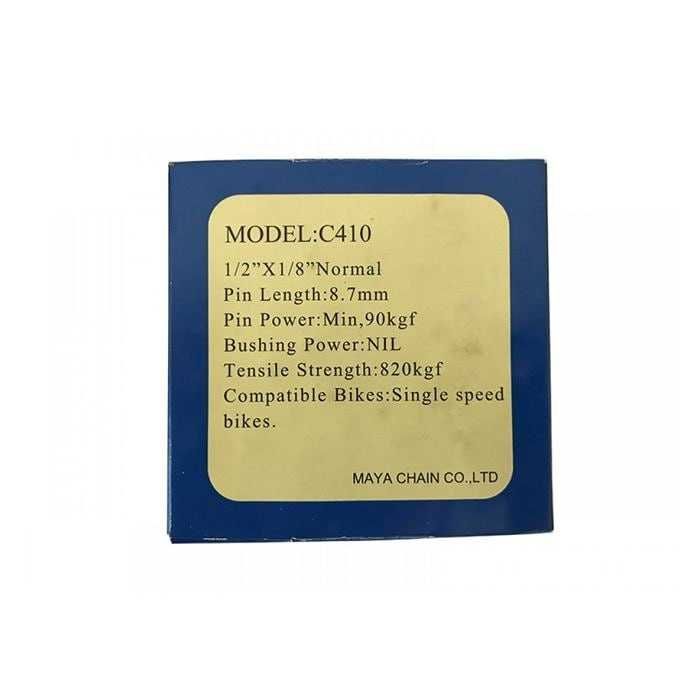 MODEL:C410
1/2”X1/8”Normal
Pin Length:8.7mm
Pin Power:Min,90kgf
Bushing Power:NIL
Tensile Strength:820kgf
Compatible Bikes:Single speed
bikes.
MAYA CHAIN CO.,LTD